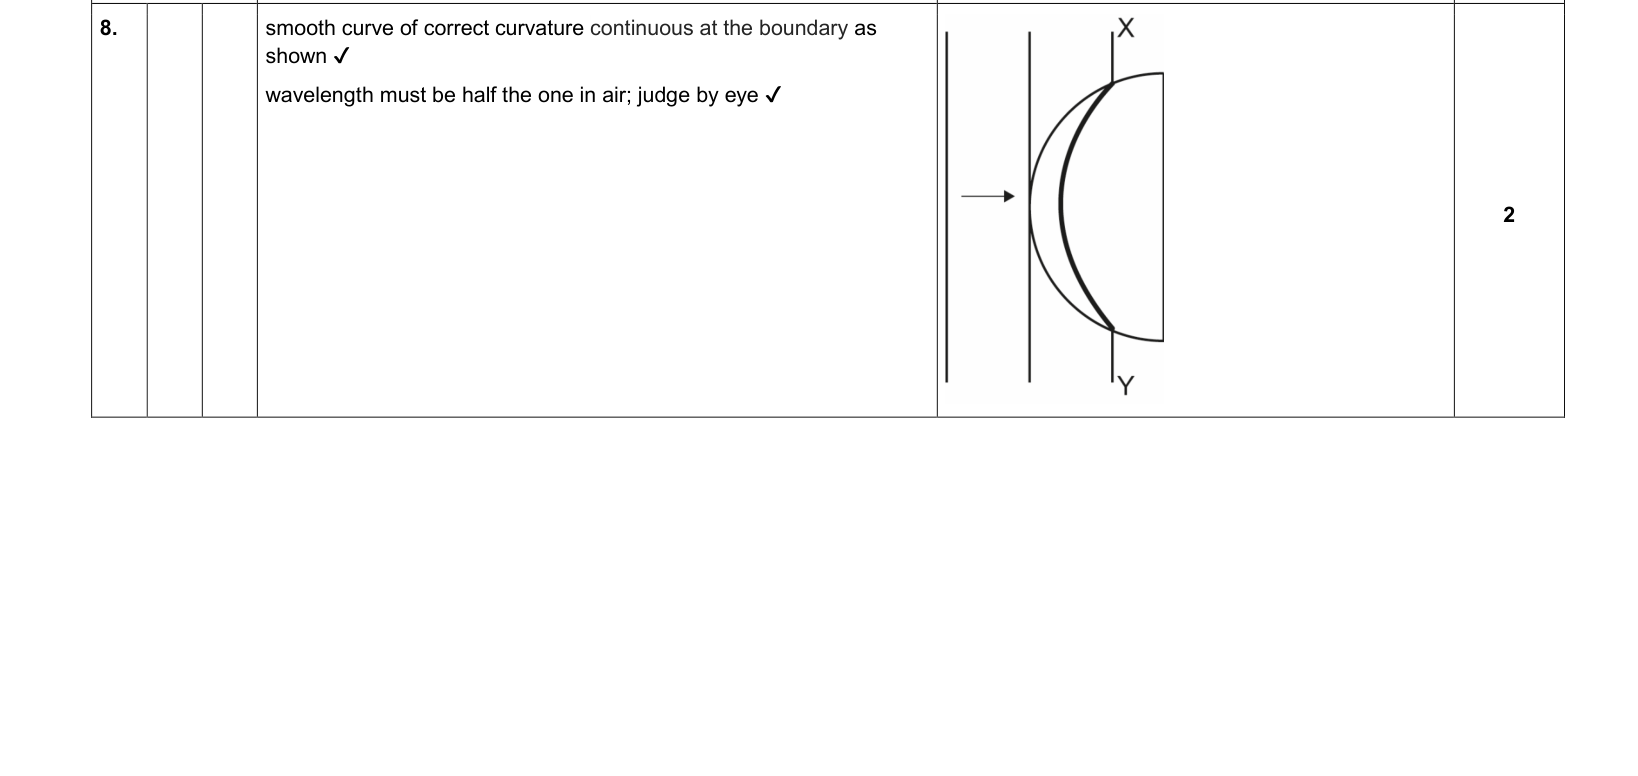 8.
smooth curve of correct curvature continuous at the boundary as
shown ✓
wavelength must be half the one in air; judge by eye ✓
X
Y
2